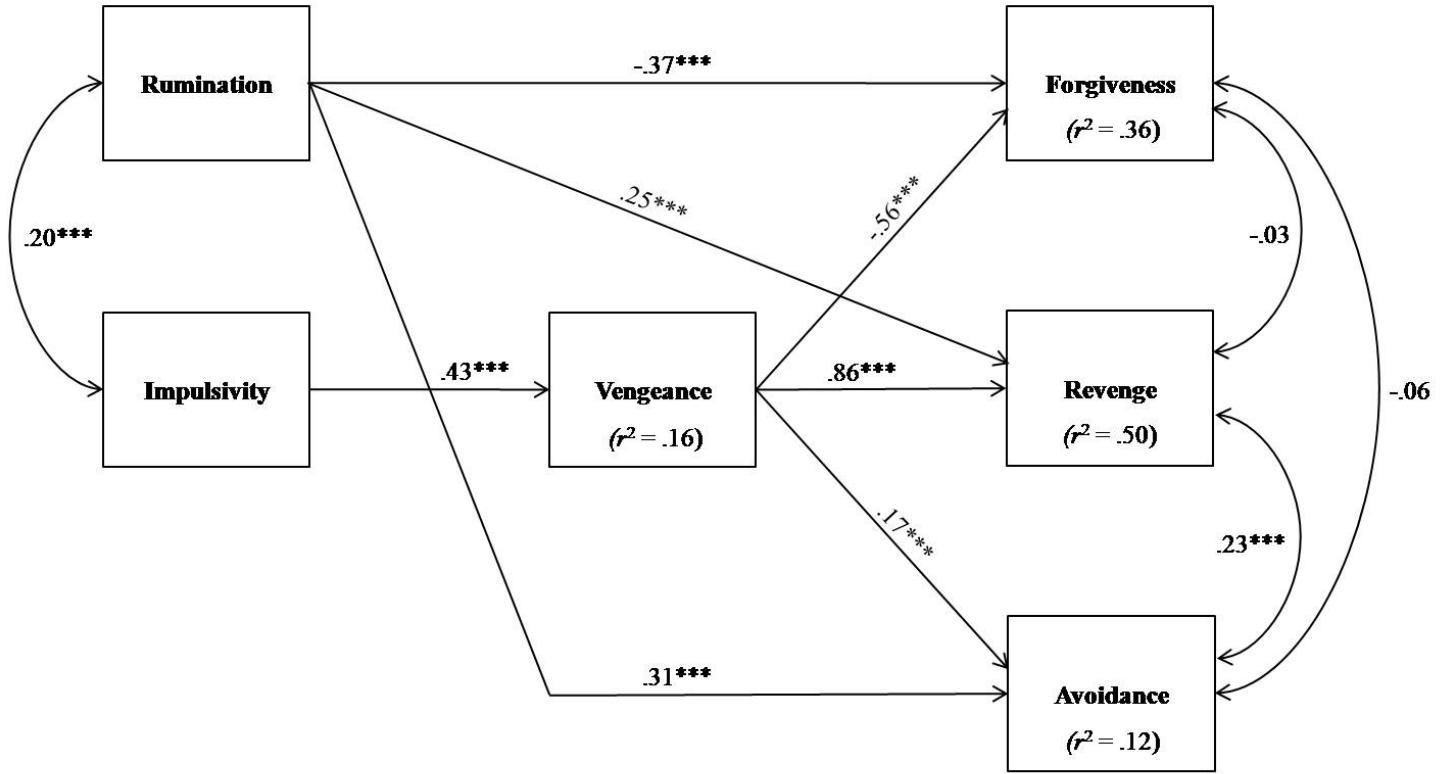 Rumination
-.37***
Forgiveness
(r² = .36)
.25***
-.56***
.20***
-.03
Impulsivity
.43***
Vengeance
(r² = .16)
.86***
Revenge
(r² = .50)
-.06
.17***
.23***
.31***
Avoidance
(r² = .12)